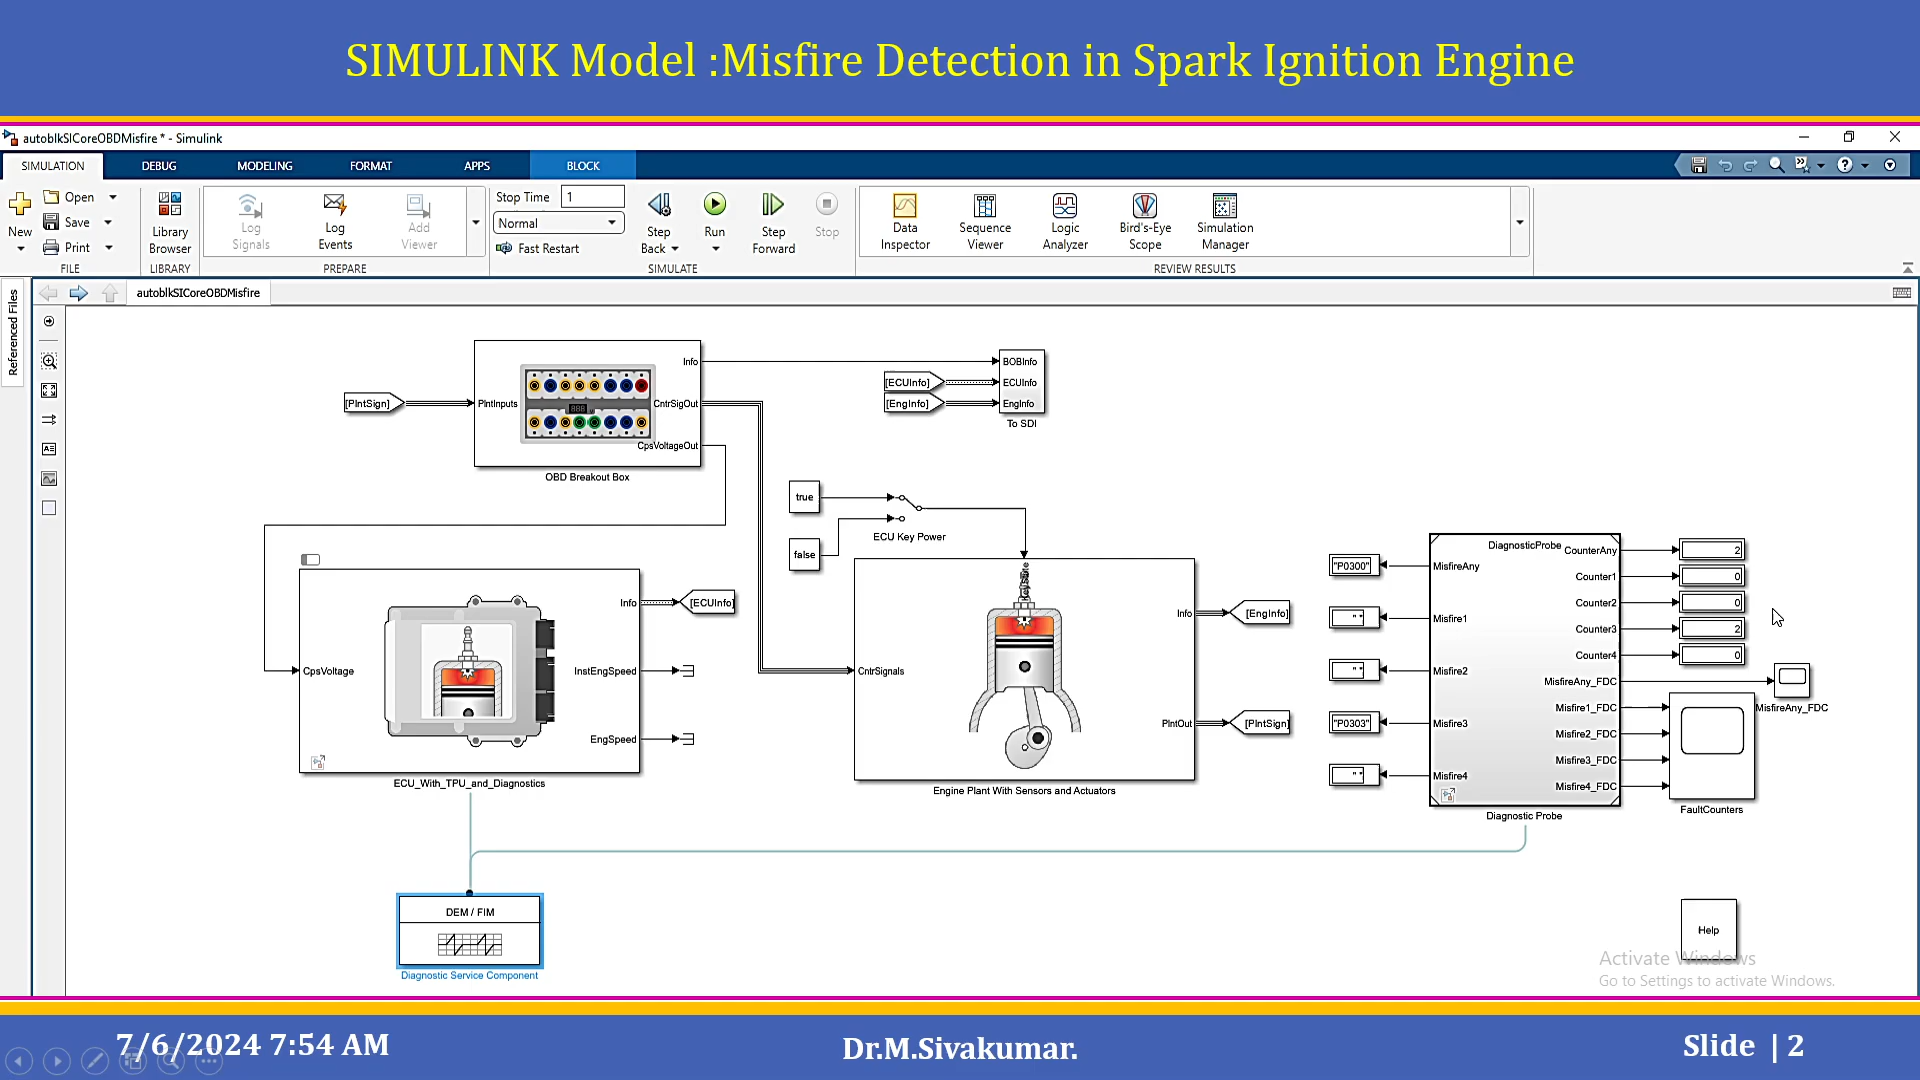 SIMULINK Model :Misfire Detection in Spark Ignition Engine
autoblkSICoreOBDMisfire * - Simulink
SIMULATION DEBUG MODELING FORMAT APPS BLOCK
New
Open
Save
Print
FILE
Library Browser
LIBRARY
Log Signals
Log Events
Add Viewer
PREPARE
Stop Time 1
Normal
Fast Restart
Step Back
Run
Step Forward
Stop
SIMULATE
Data Inspector
Sequence Viewer
Logic Analyzer
Bird's-Eye Scope
Simulation Manager
REVIEW RESULTS
Referenced Files
autoblkSICoreOBDMisfire
[PlntSign]
PlntInputs
Info
CntrSigOut
CpsVoltageOut
OBD Breakout Box
[ECUInfo]
[EngInfo]
BOBInfo
ECUInfo
EngInfo
To SDI
true
false
ECU Key Power
CpsVoltage
Info
InstEngSpeed
EngSpeed
[ECUInfo]
ECU_With_TPU_and_Diagnostics
CntrSignals
Info
PlntOut
[EngInfo]
[PlntSign]
Engine Plant With Sensors and Actuators
"P0300"
""
""
"P0303"
""
MisfireAny
Misfire1
Misfire2
Misfire3
Misfire4
DiagnosticProbe
CounterAny
Counter1
Counter2
Counter3
Counter4
MisfireAny_FDC
Misfire1_FDC
Misfire2_FDC
Misfire3_FDC
Misfire4_FDC
Diagnostic Probe
2
0
0
2
0
MisfireAny_FDC
FaultCounters
DEM / FIM
Diagnostic Service Component
Help
Activate Windows
Go to Settings to activate Windows.
7/6/2024 7:54 AM
Dr.M.Sivakumar.
Slide | 2